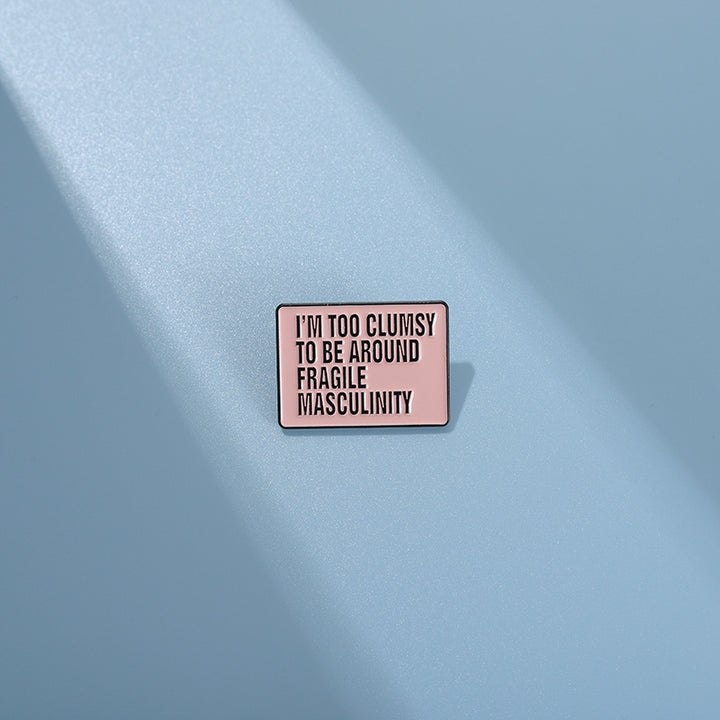 I'M TOO CLUMSY
TO BE AROUND
FRAGILE
MASCULINITY